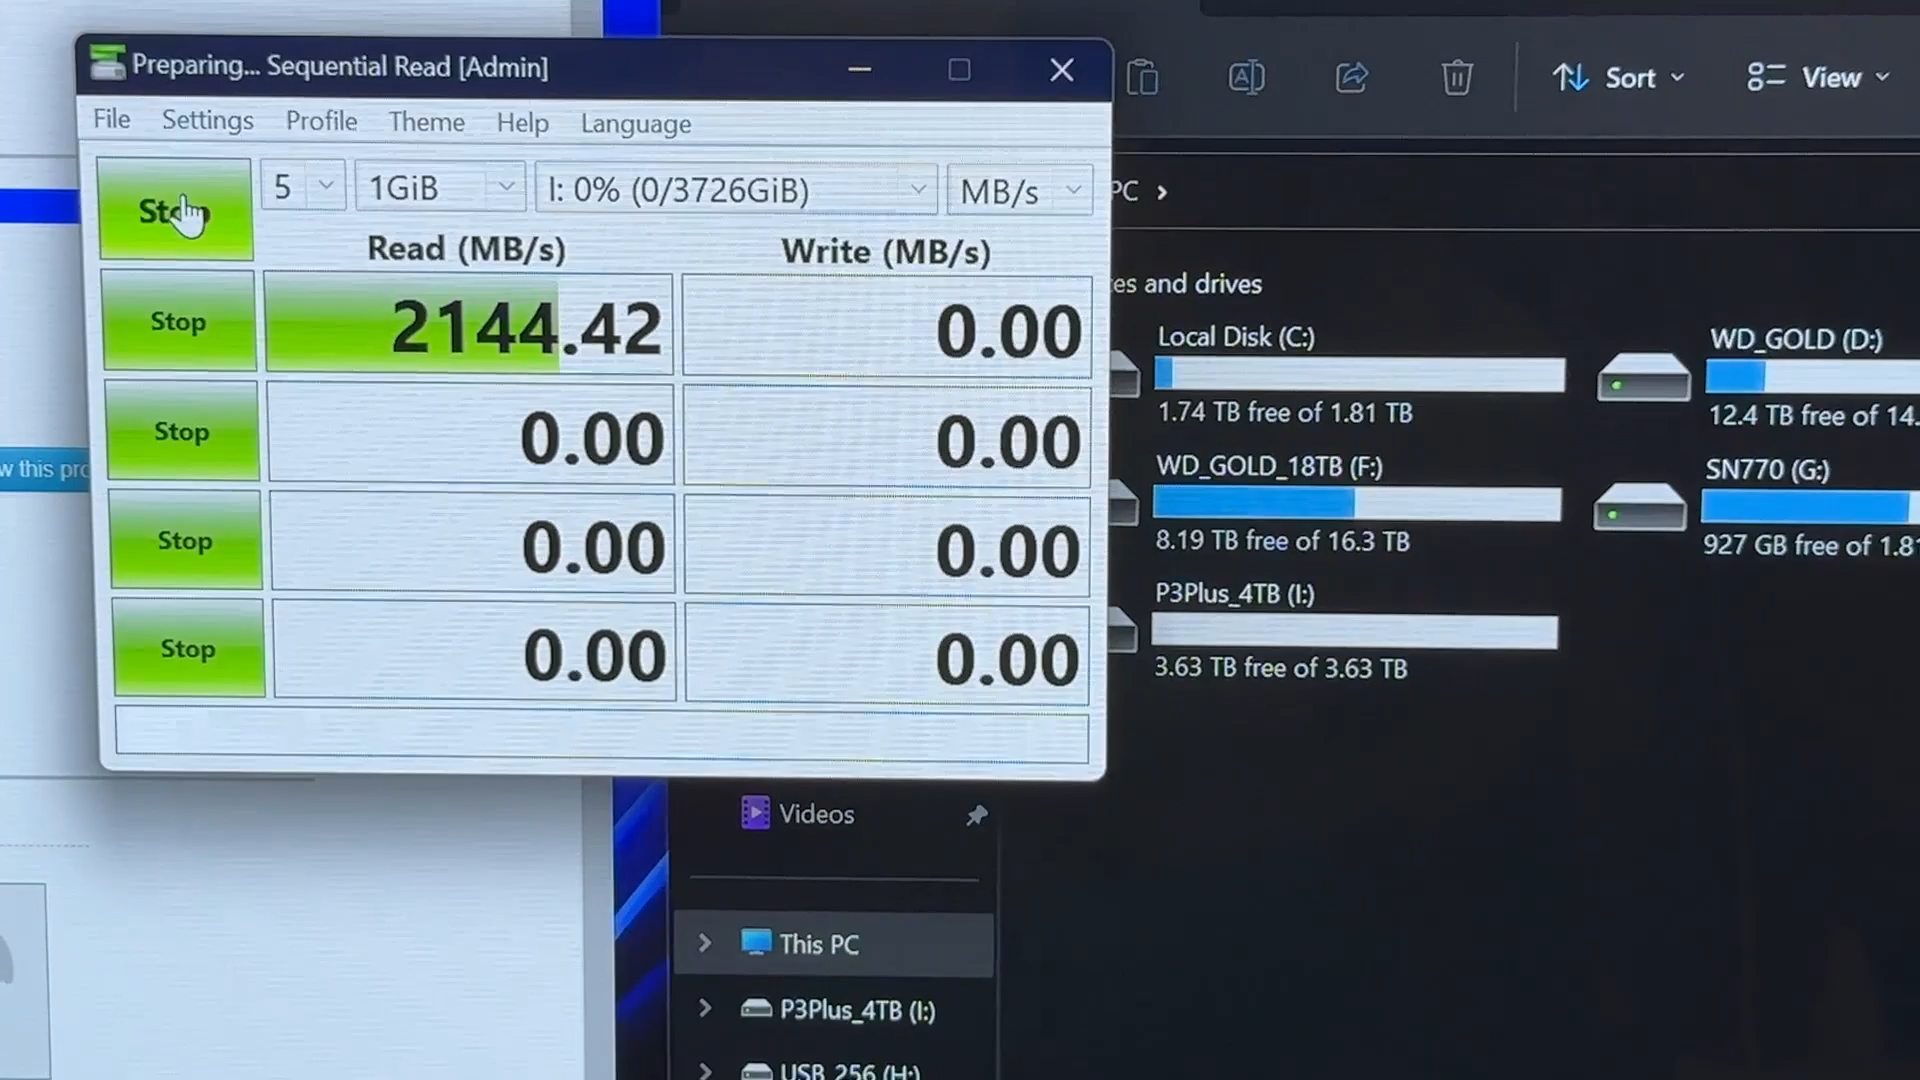 Preparing... Sequential Read [Admin]
File Settings Profile Theme Help Language
Stop 5 1GiB I: 0% (0/3726GiB) MB/s
Read (MB/s) Write (MB/s)
Stop 2144.42 0.00
Stop 0.00 0.00
Stop 0.00 0.00
Stop 0.00 0.00
w this pro
Sort View
PC
es and drives
Local Disk (C:)
1.74 TB free of 1.81 TB
WD_GOLD (D:)
12.4 TB free of 14.
WD_GOLD_18TB (F:)
8.19 TB free of 16.3 TB
SN770 (G:)
927 GB free of 1.81
P3Plus_4TB (I:)
3.63 TB free of 3.63 TB
Videos
This PC
P3Plus_4TB (I:)
USB_256 (H:)